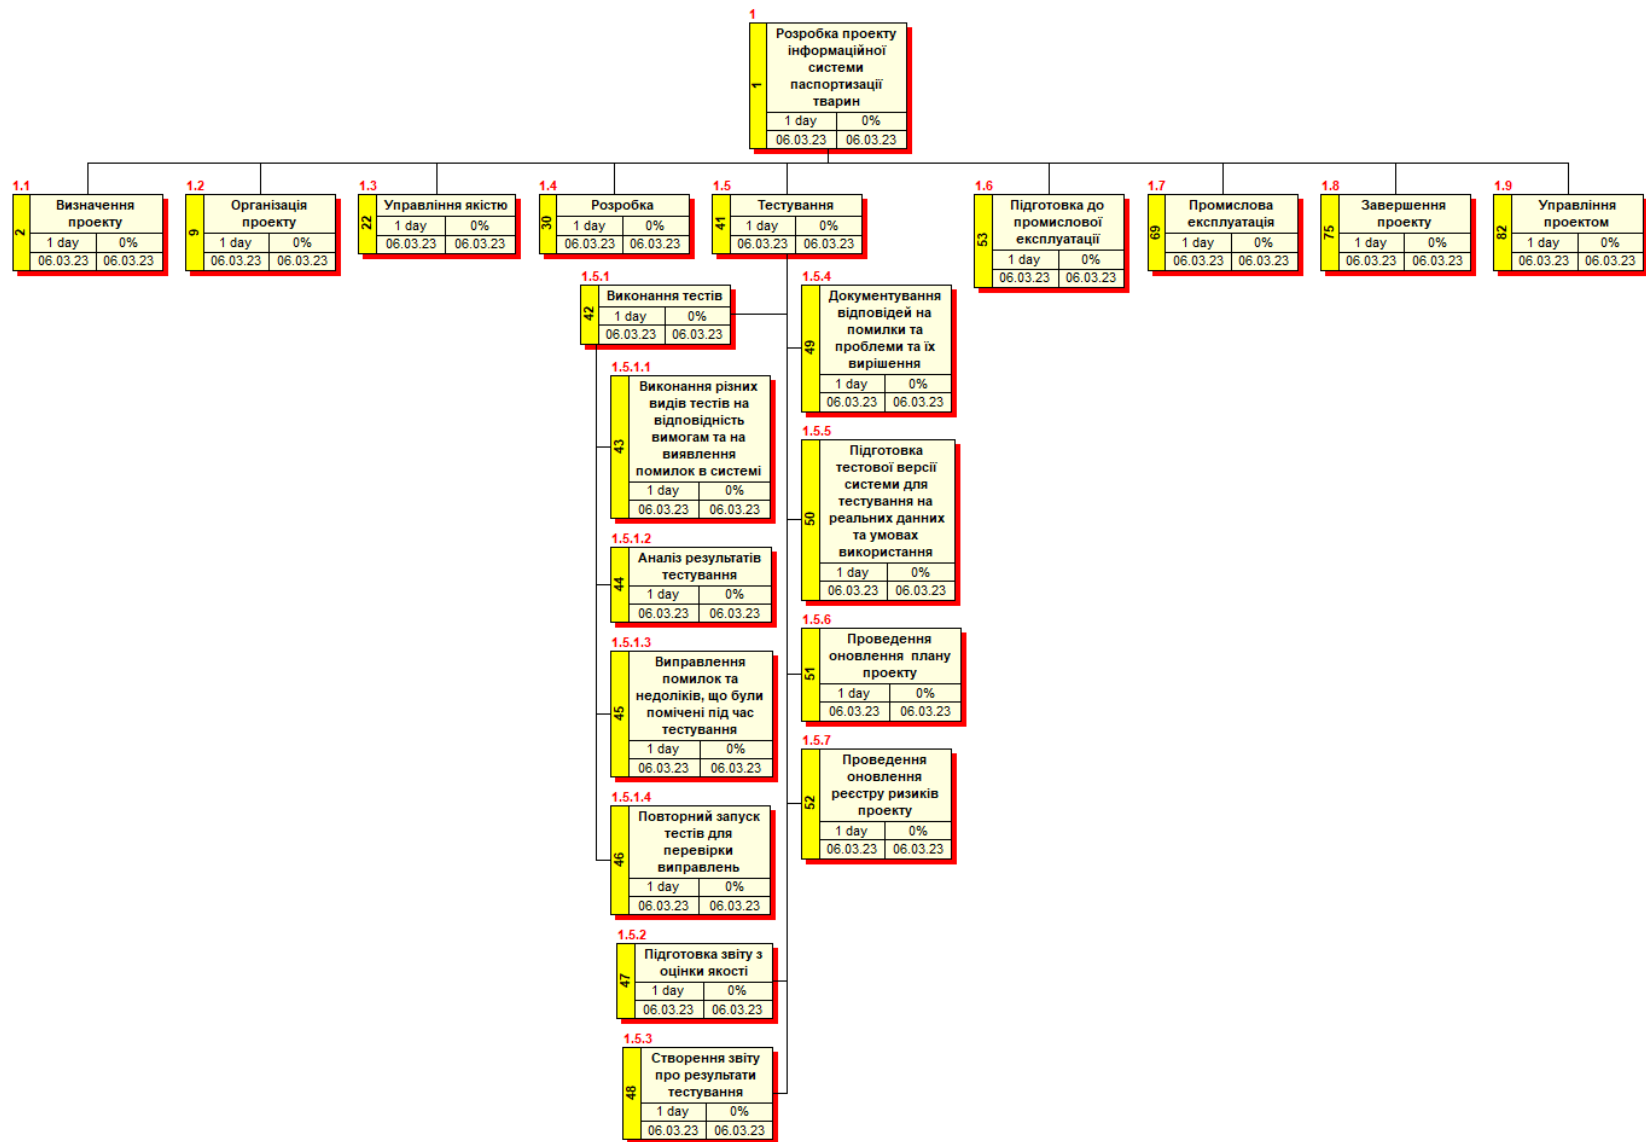 1
1
Розробка проекту
інформаційної
системи
паспортизації
тварин
1 day 0%
06.03.23 06.03.23
1.1
2
Визначення
проекту
1 day 0%
06.03.23 06.03.23
1.2
9
Організація
проекту
1 day 0%
06.03.23 06.03.23
1.3
22
Управління якістю
1 day 0%
06.03.23 06.03.23
1.4
30
Розробка
1 day 0%
06.03.23 06.03.23
1.5
41
Тестування
1 day 0%
06.03.23 06.03.23
1.6
53
Підготовка до
промислової
експлуатації
1 day 0%
06.03.23 06.03.23
1.7
69
Промислова
експлуатація
1 day 0%
06.03.23 06.03.23
1.8
75
Завершення
проекту
1 day 0%
06.03.23 06.03.23
1.9
82
Управління
проектом
1 day 0%
06.03.23 06.03.23
1.5.1
42
Виконання тестів
1 day 0%
06.03.23 06.03.23
1.5.1.1
43
Виконання різних
видів тестів на
відповідність
вимогам та на
виявлення
помилок в системі
1 day 0%
06.03.23 06.03.23
1.5.1.2
44
Аналіз результатів
тестування
1 day 0%
06.03.23 06.03.23
1.5.1.3
45
Виправлення
помилок та
недоліків, що були
помічені під час
тестування
1 day 0%
06.03.23 06.03.23
1.5.1.4
46
Повторний запуск
тестів для
перевірки
виправлень
1 day 0%
06.03.23 06.03.23
1.5.2
47
Підготовка звіту з
оцінки якості
1 day 0%
06.03.23 06.03.23
1.5.3
48
Створення звіту
про результати
тестування
1 day 0%
06.03.23 06.03.23
1.5.4
49
Документування
відповідей на
помилки та
проблеми та їх
вирішення
1 day 0%
06.03.23 06.03.23
1.5.5
50
Підготовка
тестової версії
системи для
тестування на
реальних данних
та умовах
використання
1 day 0%
06.03.23 06.03.23
1.5.6
51
Проведення
оновлення плану
проекту
1 day 0%
06.03.23 06.03.23
1.5.7
52
Проведення
оновлення
реєстру ризиків
проекту
1 day 0%
06.03.23 06.03.23